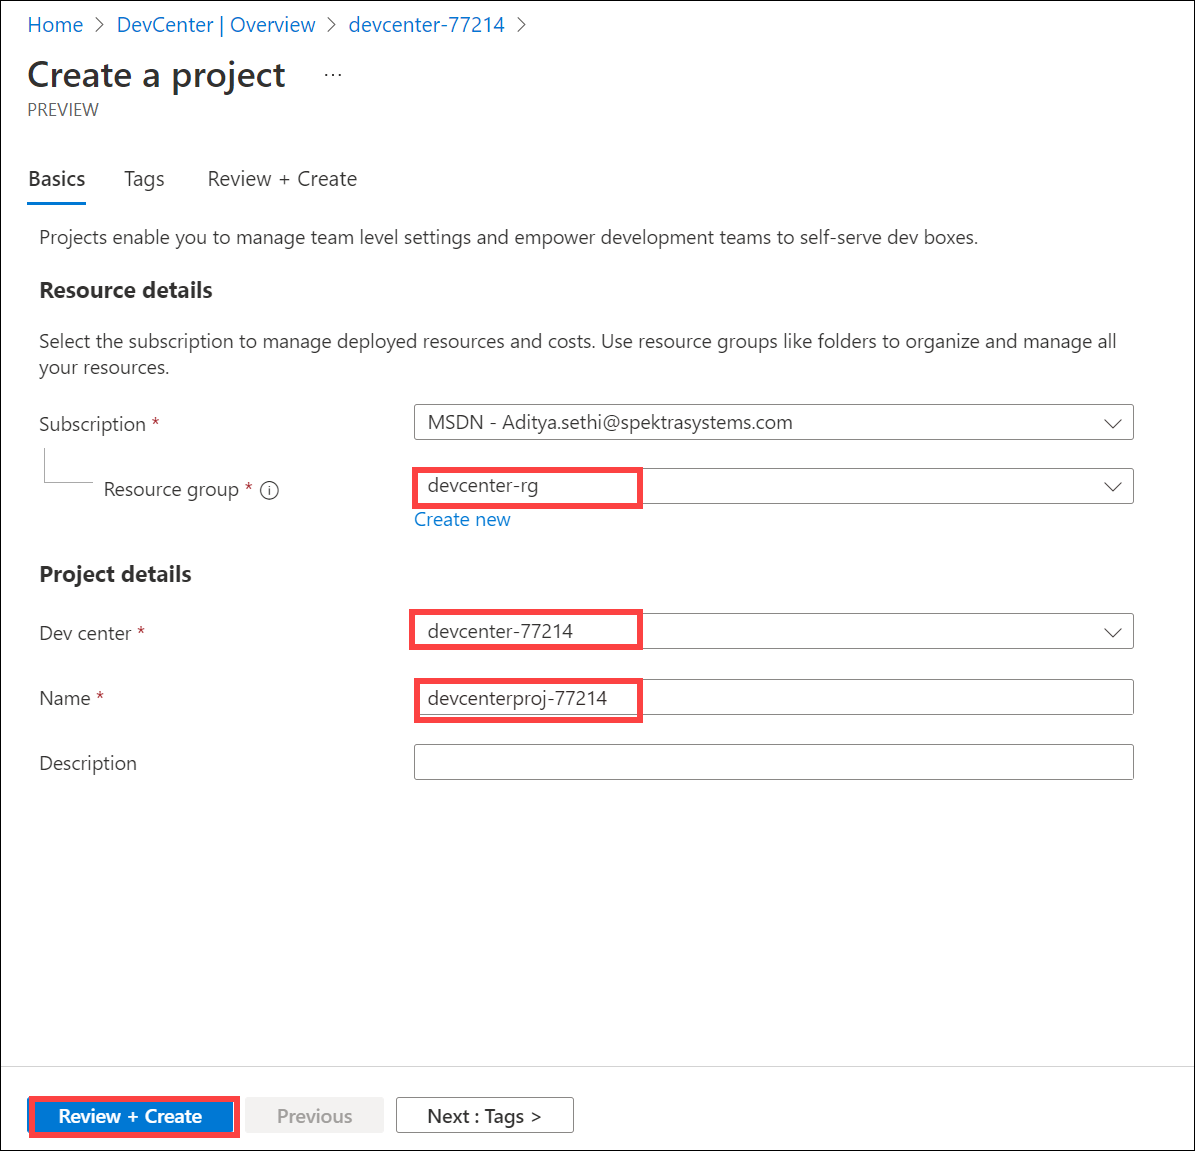 Home > DevCenter | Overview > devcenter-77214 >
Create a project ...
PREVIEW
Basics Tags Review + Create
Projects enable you to manage team level settings and empower development teams to self-serve dev boxes.
Resource details
Select the subscription to manage deployed resources and costs. Use resource groups like folders to organize and manage all
your resources.
Subscription * MSDN - Aditya.sethi@spektrasystems.com
Resource group * devcenter-rg
Create new
Project details
Dev center * devcenter-77214
Name * devcenterproj-77214
Description
Review + Create Previous Next : Tags >